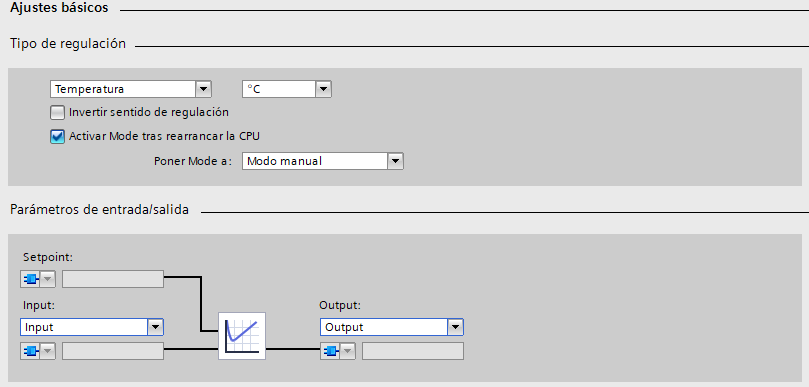 Ajustes básicos
Tipo de regulación
Temperatura
°C
Invertir sentido de regulación
Activar Mode tras rearrancar la CPU
Poner Mode a:
Modo manual
Parámetros de entrada/salida
Setpoint:
Input:
Output:
Input
Output